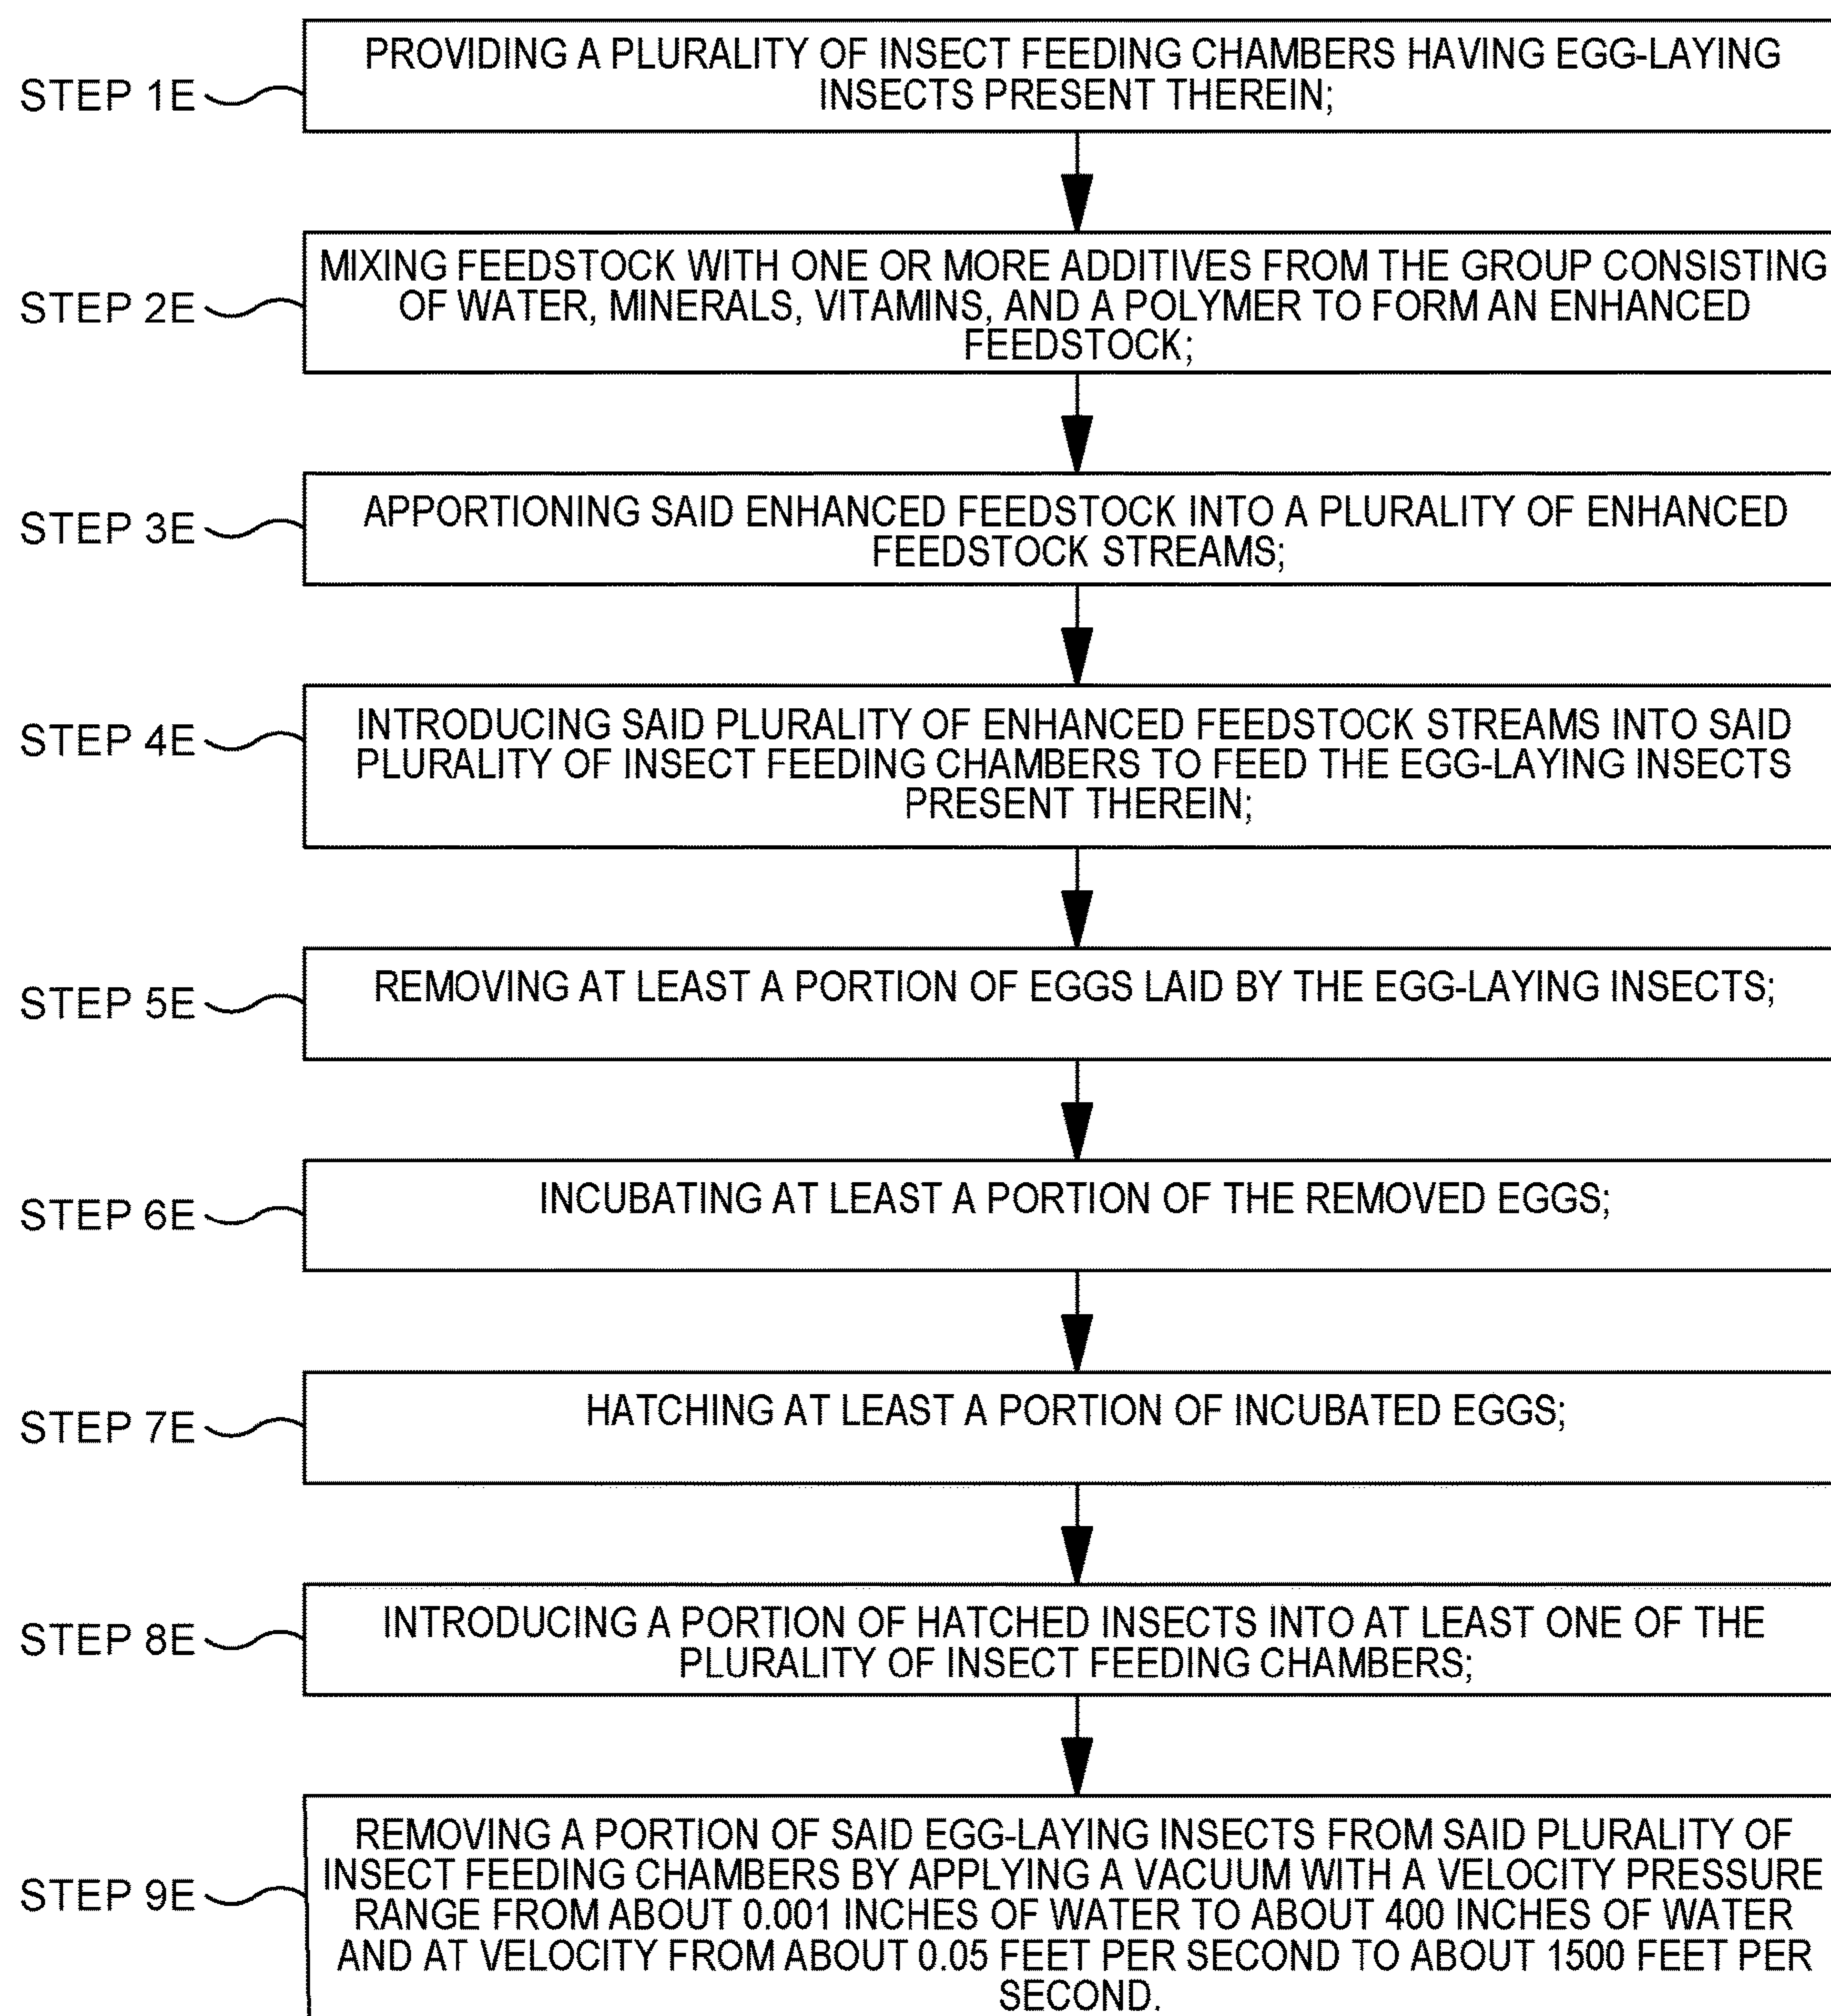 STEP 1E
PROVIDING A PLURALITY OF INSECT FEEDING CHAMBERS HAVING EGG-LAYING
INSECTS PRESENT THEREIN;
STEP 2E
MIXING FEEDSTOCK WITH ONE OR MORE ADDITIVES FROM THE GROUP CONSISTING
OF WATER, MINERALS, VITAMINS, AND A POLYMER TO FORM AN ENHANCED
FEEDSTOCK;
STEP 3E
APPORTIONING SAID ENHANCED FEEDSTOCK INTO A PLURALITY OF ENHANCED
FEEDSTOCK STREAMS;
STEP 4E
INTRODUCING SAID PLURALITY OF ENHANCED FEEDSTOCK STREAMS INTO SAID
PLURALITY OF INSECT FEEDING CHAMBERS TO FEED THE EGG-LAYING INSECTS
PRESENT THEREIN;
STEP 5E
REMOVING AT LEAST A PORTION OF EGGS LAID BY THE EGG-LAYING INSECTS;
STEP 6E
INCUBATING AT LEAST A PORTION OF THE REMOVED EGGS;
STEP 7E
HATCHING AT LEAST A PORTION OF INCUBATED EGGS;
STEP 8E
INTRODUCING A PORTION OF HATCHED INSECTS INTO AT LEAST ONE OF THE
PLURALITY OF INSECT FEEDING CHAMBERS;
STEP 9E
REMOVING A PORTION OF SAID EGG-LAYING INSECTS FROM SAID PLURALITY OF
INSECT FEEDING CHAMBERS BY APPLYING A VACUUM WITH A VELOCITY PRESSURE
RANGE FROM ABOUT 0.001 INCHES OF WATER TO ABOUT 400 INCHES OF WATER
AND AT VELOCITY FROM ABOUT 0.05 FEET PER SECOND TO ABOUT 1500 FEET PER
SECOND.